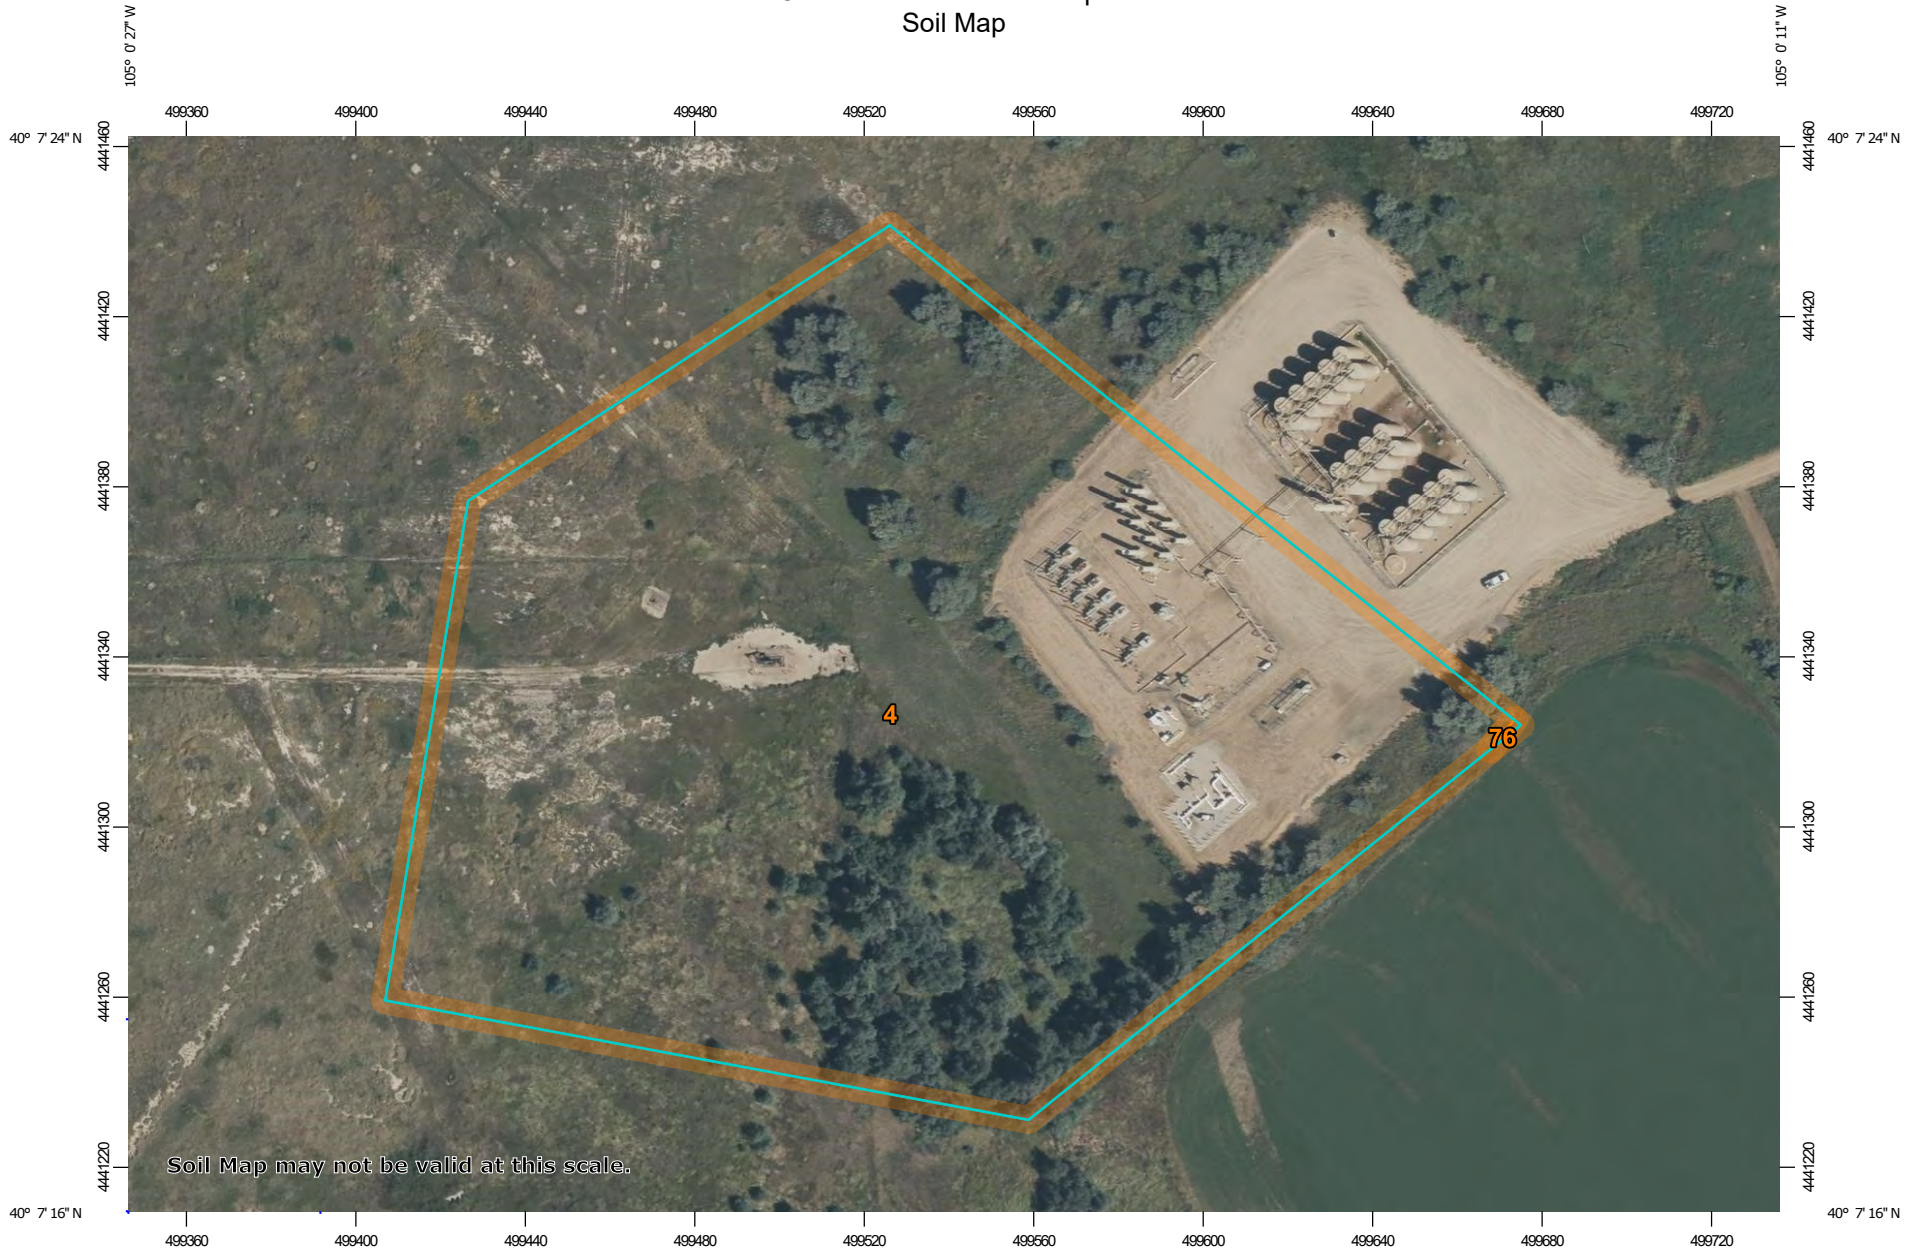 Soil Map
105° 0' 27" W
105° 0' 11" W
499360 499400 499440 499480 499520 499560 499600 499640 499680 499720
40° 7' 24" N
40° 7' 24" N
4441460
4441460
4441420
4441420
4441380
4441380
4441340
4441340
4
76
4441300
4441300
4441260
4441260
4441220
4441220
Soil Map may not be valid at this scale.
40° 7' 16" N
40° 7' 16" N
499360 499400 499440 499480 499520 499560 499600 499640 499680 499720